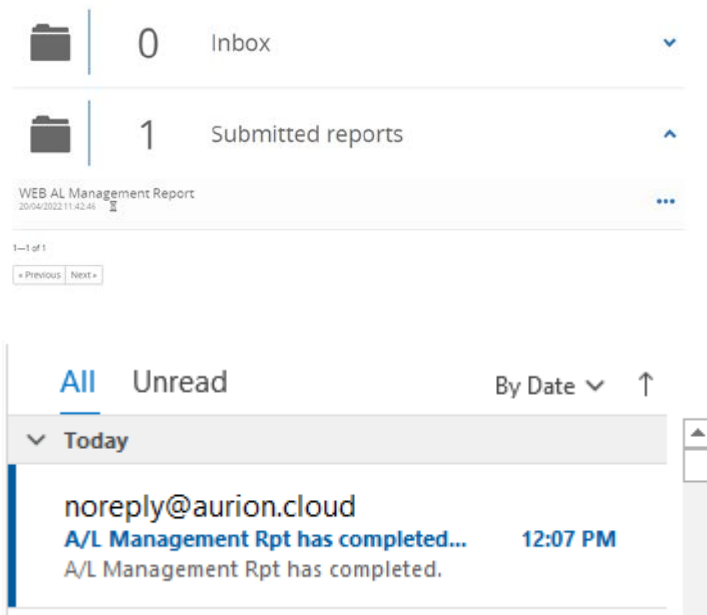 0 Inbox
1 Submitted reports
WEB AL Management Report
20/04/2022 11:42:46
1—1 of 1
« Previous Next »
All Unread By Date
Today
noreply@aurion.cloud
A/L Management Rpt has completed... 12:07 PM
A/L Management Rpt has completed.